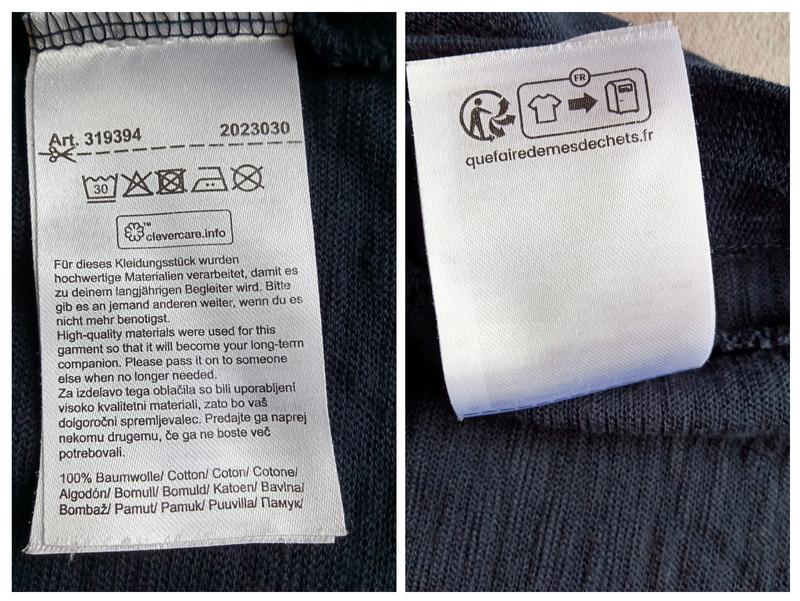 Art. 319394 2023030
30
clevercare.info
Für dieses Kleidungsstück wurden
hochwertige Materialien verarbeitet, damit es
zu deinem langjährigen Begleiter wird. Bitte
gib es an jemand anderen weiter, wenn du es
nicht mehr benotigst.
High-quality materials were used for this
garment so that it will become your long-term
companion. Please pass it on to someone
else when no longer needed.
Za izdelavo tega oblačila so bili uporabljeni
visoko kvalitetni materiali, zato bo vaš
dolgoročni spremljevalec. Predajte ga naprej
nekomu drugemu, če ga ne boste več
potrebovali.
100% Baumwolle/ Cotton/ Coton/ Cotone/
Algodón/ Bomull/ Bomuld/ Katoen/ Bavlna/
Bombaž/ Pamut/ Pamuk/ Puuvilla/ Памук/
FR
quefairedemesdechets.fr